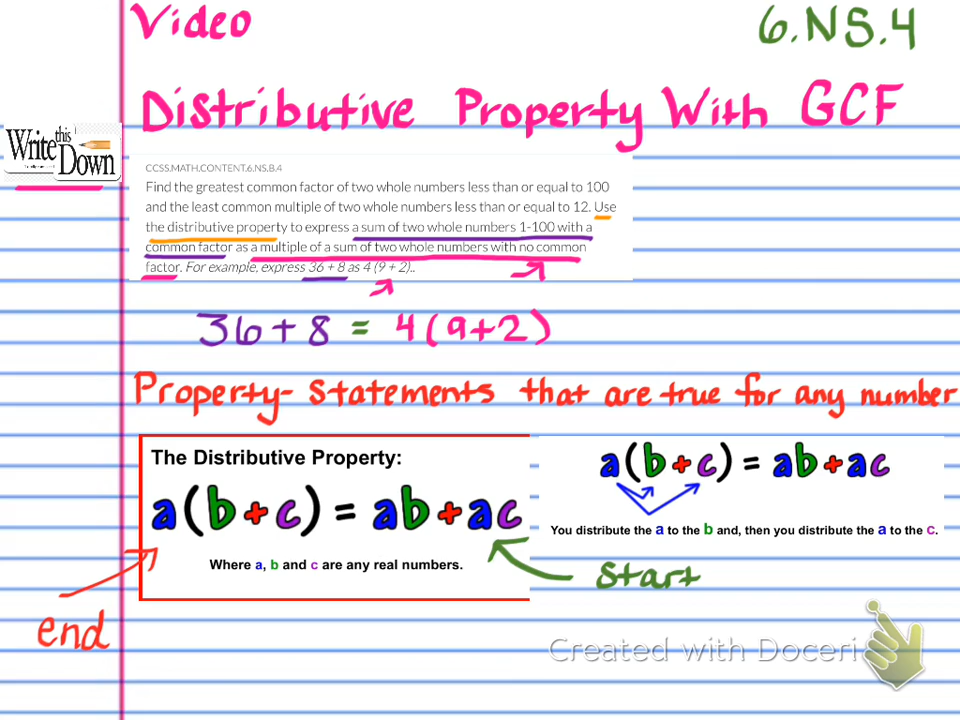 Video
6.NS.4
Distributive Property With GCF
Write this Down
CCSS.MATH.CONTENT.6.NS.B.4
Find the greatest common factor of two whole numbers less than or equal to 100
and the least common multiple of two whole numbers less than or equal to 12. Use
the distributive property to express a sum of two whole numbers 1-100 with a
common factor as a multiple of a sum of two whole numbers with no common
factor. For example, express 36 + 8 as 4 (9 + 2)..
36+8 = 4(9+2)
Property- Statements that are true for any number
The Distributive Property:
a(b+c) = ab+ac
Where a, b and c are any real numbers.
a(b+c) = ab+ac
You distribute the a to the b and, then you distribute the a to the c.
start
end
Created with Doceri